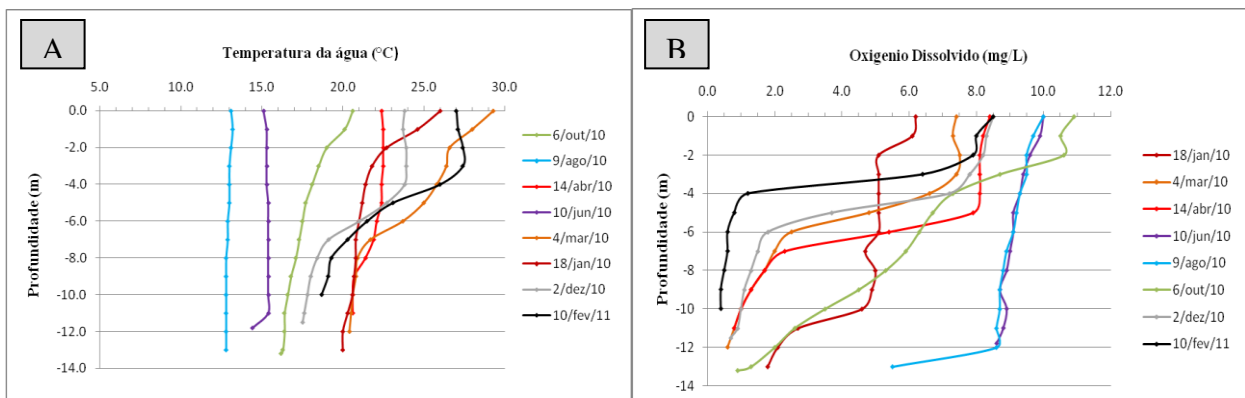 A
Temperatura da água (°C)
5.0 10.0 15.0 20.0 25.0 30.0
Profundidade (m)
0.0
-2.0
-4.0
-6.0
-8.0
-10.0
-12.0
-14.0
6/out/10
9/ago/10
14/abr/10
10/jun/10
4/mar/10
18/jan/10
2/dez/10
10/fev/11
B
Oxigenio Dissolvido (mg/L)
0.0 2.0 4.0 6.0 8.0 10.0 12.0
Profundidade (m)
0
-2
-4
-6
-8
-10
-12
-14
18/jan/10
4/mar/10
14/abr/10
10/jun/10
9/ago/10
6/out/10
2/dez/10
10/fev/11